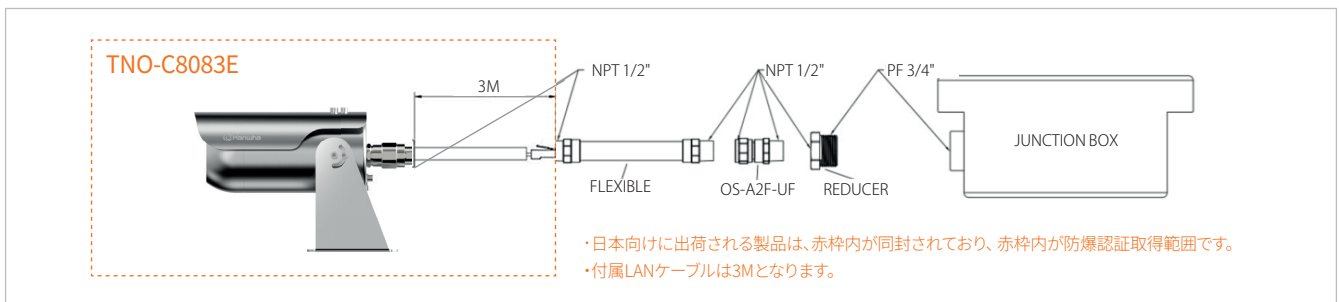 TNO-C8083E
3M
NPT 1/2"
NPT 1/2"
PF 3/4"
Hanwha
JUNCTION BOX
FLEXIBLE
OS-A2F-UF
REDUCER
・日本向けに出荷される製品は、赤枠内が同封されており、赤枠内が防爆認証取得範囲です。
・付属LANケーブルは3Mとなります。